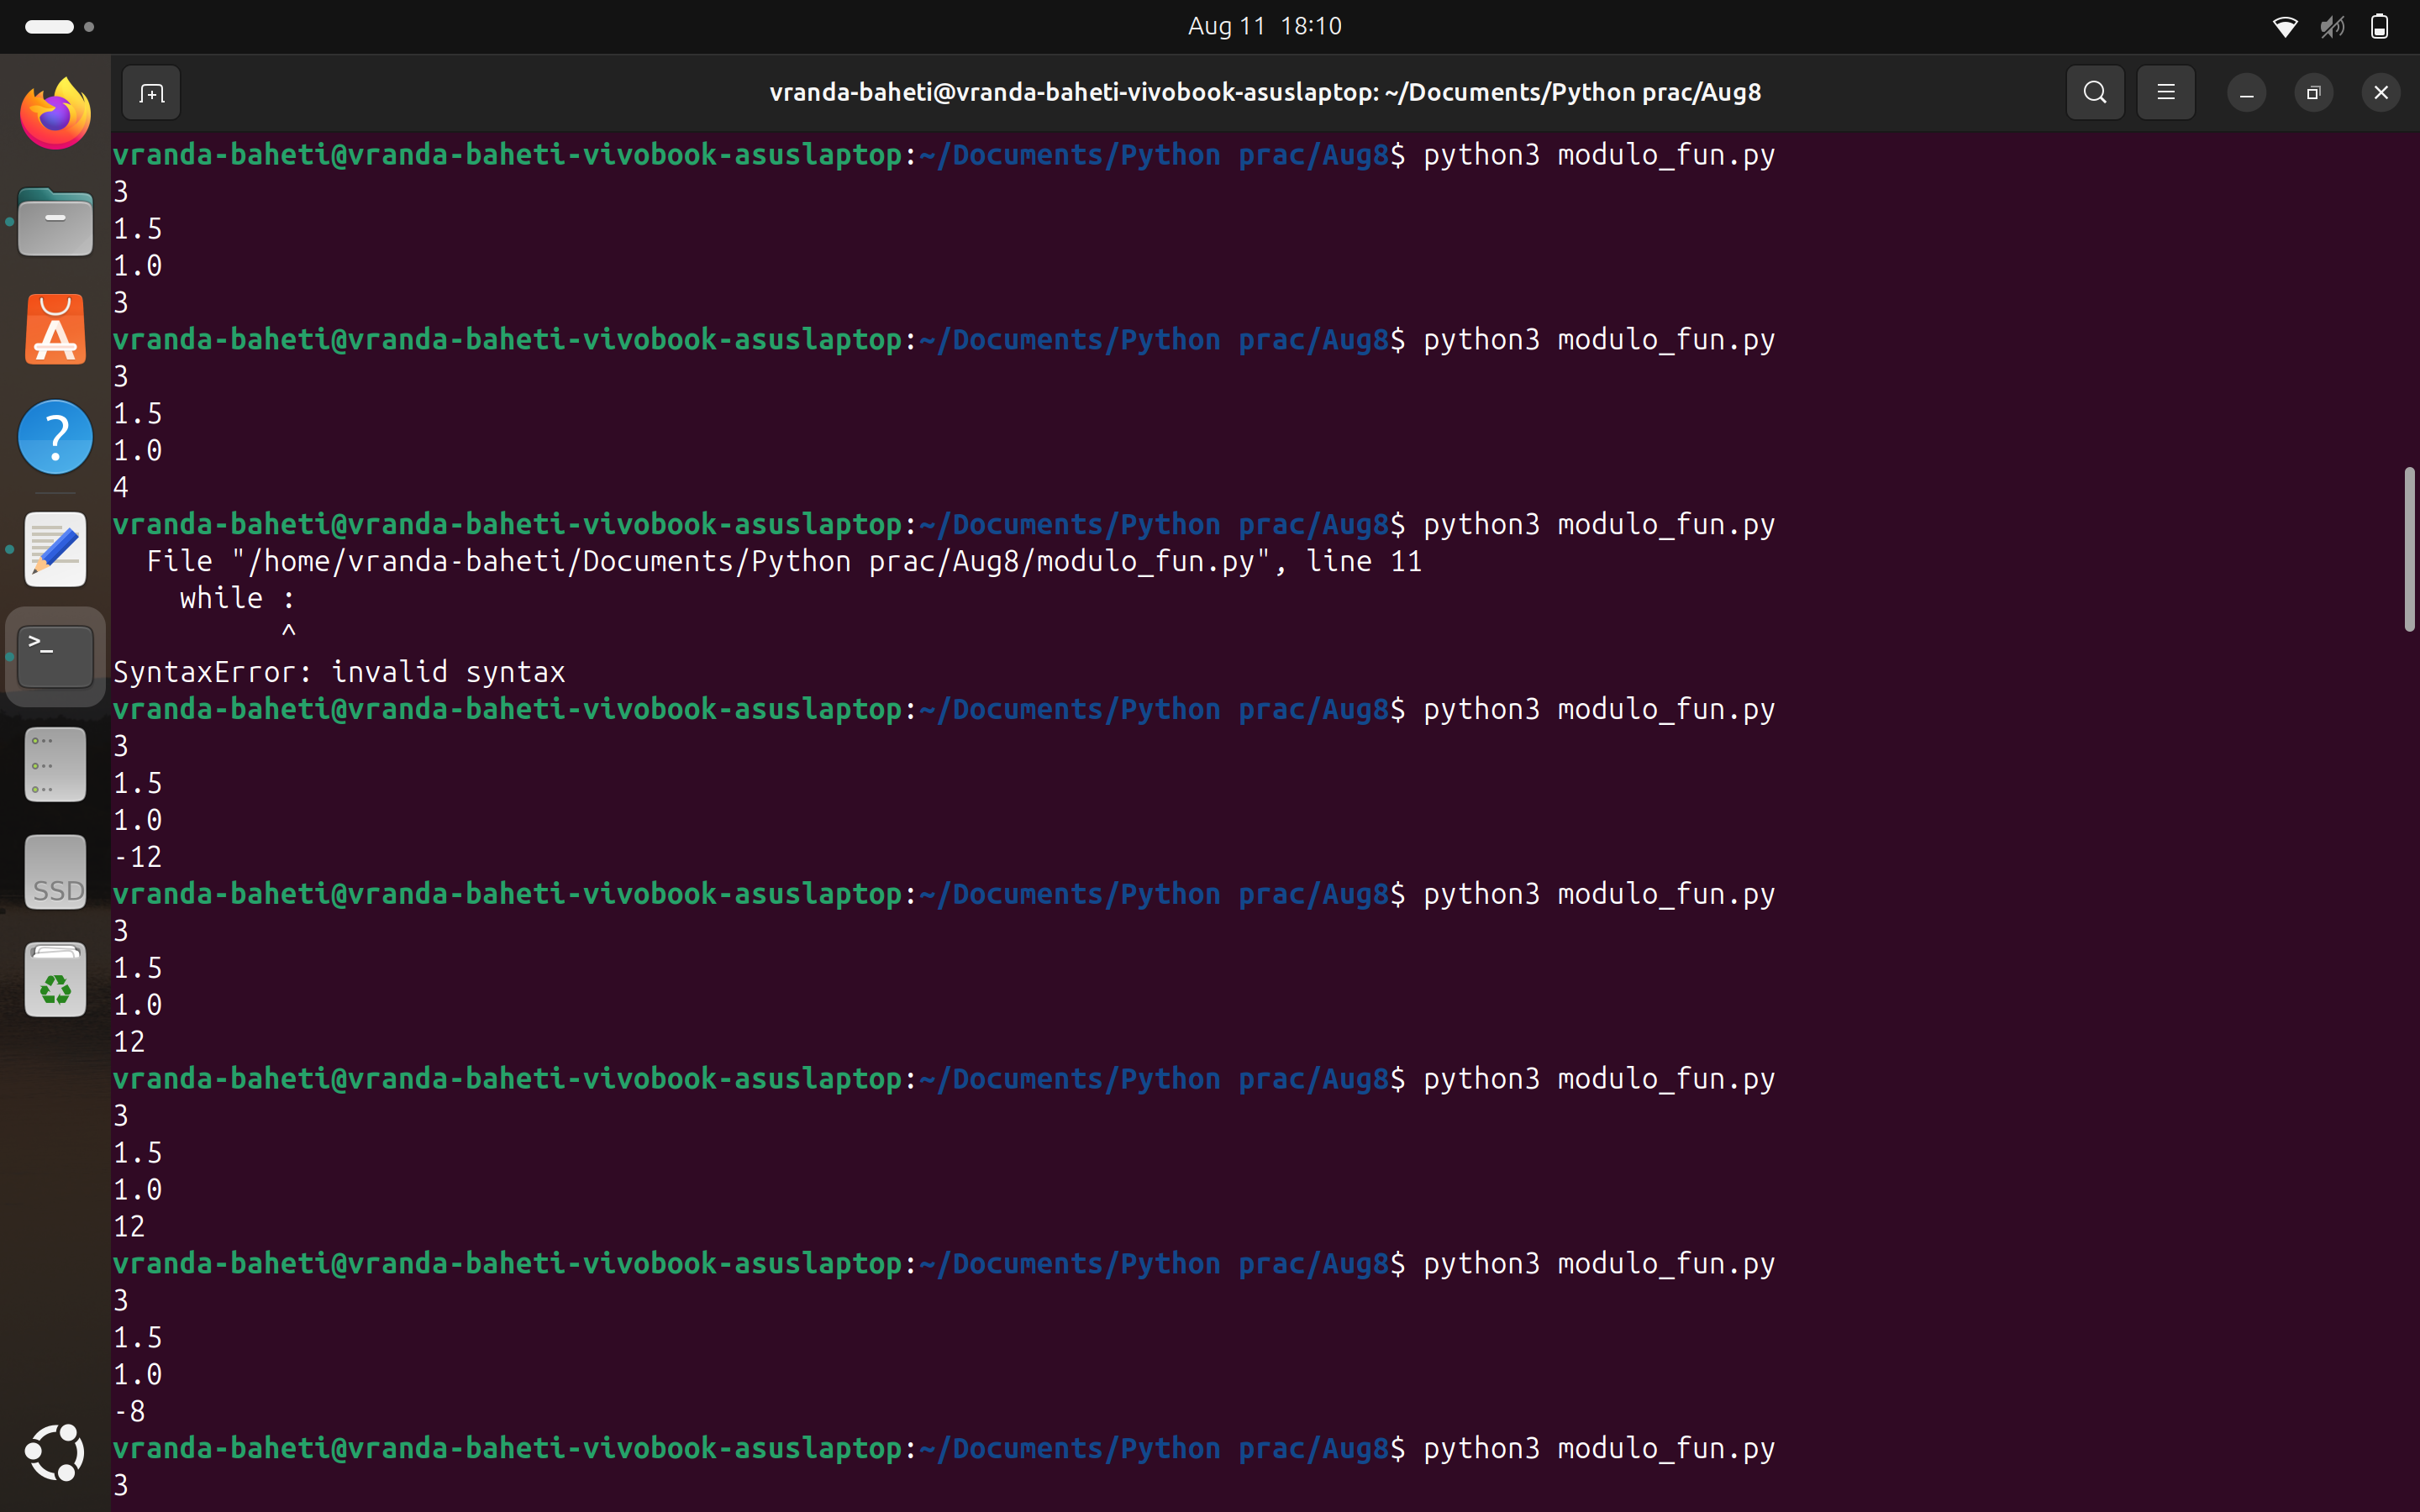 Aug 11 18:10
vranda-baheti@vranda-baheti-vivobook-asuslaptop: ~/Documents/Python prac/Aug8
vranda-baheti@vranda-baheti-vivobook-asuslaptop:~/Documents/Python prac/Aug8$ python3 modulo_fun.py
3
1.5
1.0
3
vranda-baheti@vranda-baheti-vivobook-asuslaptop:~/Documents/Python prac/Aug8$ python3 modulo_fun.py
3
1.5
1.0
4
vranda-baheti@vranda-baheti-vivobook-asuslaptop:~/Documents/Python prac/Aug8$ python3 modulo_fun.py
  File "/home/vranda-baheti/Documents/Python prac/Aug8/modulo_fun.py", line 11
    while :
          ^
SyntaxError: invalid syntax
vranda-baheti@vranda-baheti-vivobook-asuslaptop:~/Documents/Python prac/Aug8$ python3 modulo_fun.py
3
1.5
1.0
-12
vranda-baheti@vranda-baheti-vivobook-asuslaptop:~/Documents/Python prac/Aug8$ python3 modulo_fun.py
3
1.5
1.0
12
vranda-baheti@vranda-baheti-vivobook-asuslaptop:~/Documents/Python prac/Aug8$ python3 modulo_fun.py
3
1.5
1.0
12
vranda-baheti@vranda-baheti-vivobook-asuslaptop:~/Documents/Python prac/Aug8$ python3 modulo_fun.py
3
1.5
1.0
-8
vranda-baheti@vranda-baheti-vivobook-asuslaptop:~/Documents/Python prac/Aug8$ python3 modulo_fun.py
3
SSD